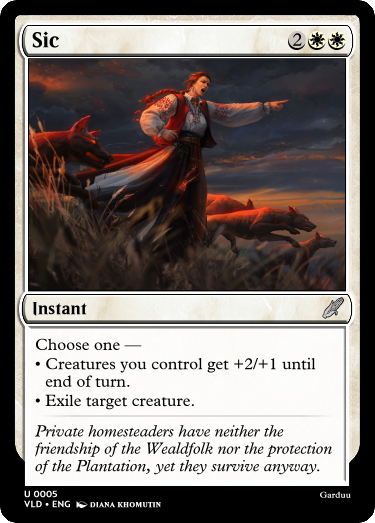 Sic 2
Instant
Choose one —
• Creatures you control get +2/+1 until
end of turn.
• Exile target creature.
Private homesteaders have neither the
friendship of the Wealdfolk nor the protection
of the Plantation, yet they survive anyway.
U 0005
VLD • ENG DIANA KHOMUTIN
Garduu